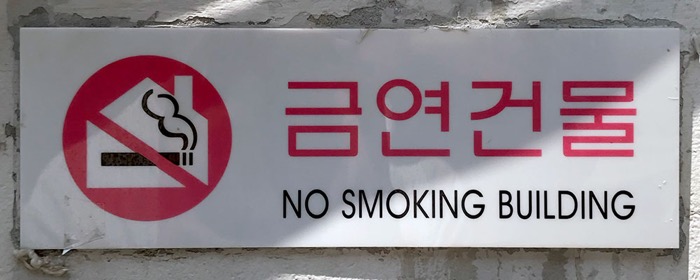 금연건물
NO SMOKING BUILDING